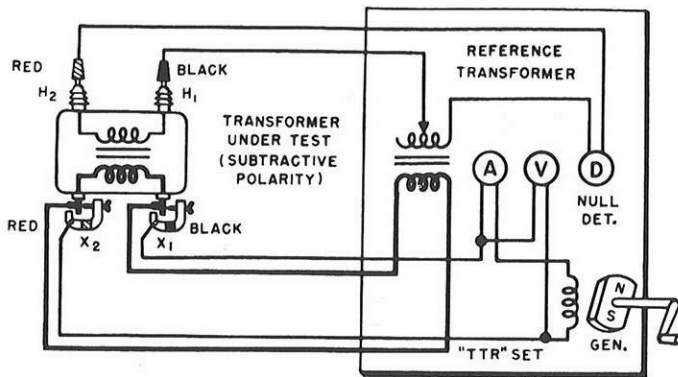 RED
BLACK
H2
H1
REFERENCE
TRANSFORMER
TRANSFORMER
UNDER TEST
(SUBTRACTIVE
POLARITY)
A
V
D
NULL
DET.
RED
X2
X1
BLACK
N
S
"TTR" SET
GEN.